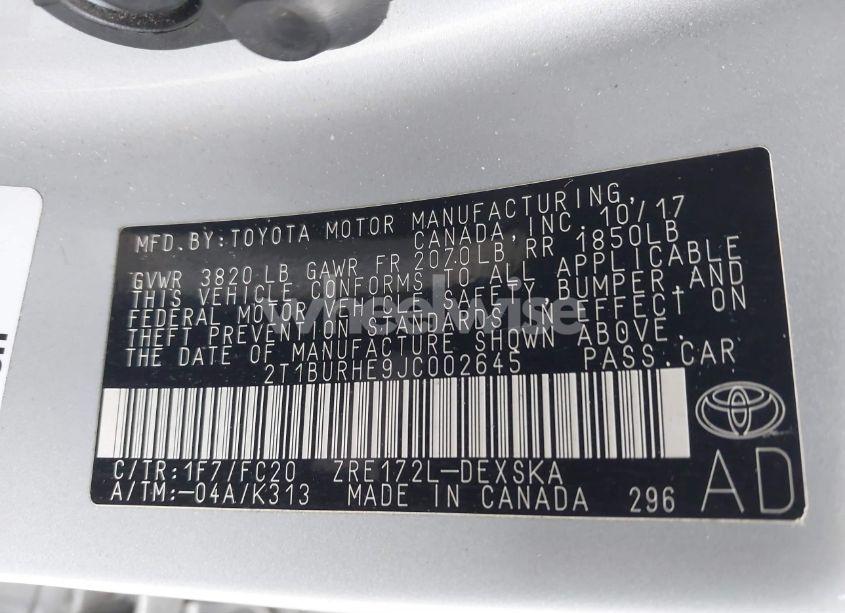 MFD.BY:TOYOTA MOTOR MANUFACTURING,
CANADA, INC. 10/17
GVWR 3820 LB GAWR FR 2070LB, RR 1850LB
THIS VEHICLE CONFORMS TO ALL APPLICABLE
FEDERAL MOTOR VEHICLE SAFETY, BUMPER, AND
THEFT PREVENTION STANDARDS IN EFFECT ON
THE DATE OF MANUFACTURE SHOWN ABOVE.
2T1BURHE9JC002645 PASS.CAR
C/TR:1F7/FC20 ZRE172L-DEXSKA
A/TM:-04A/K313 MADE IN CANADA 296
AD
wheelwise